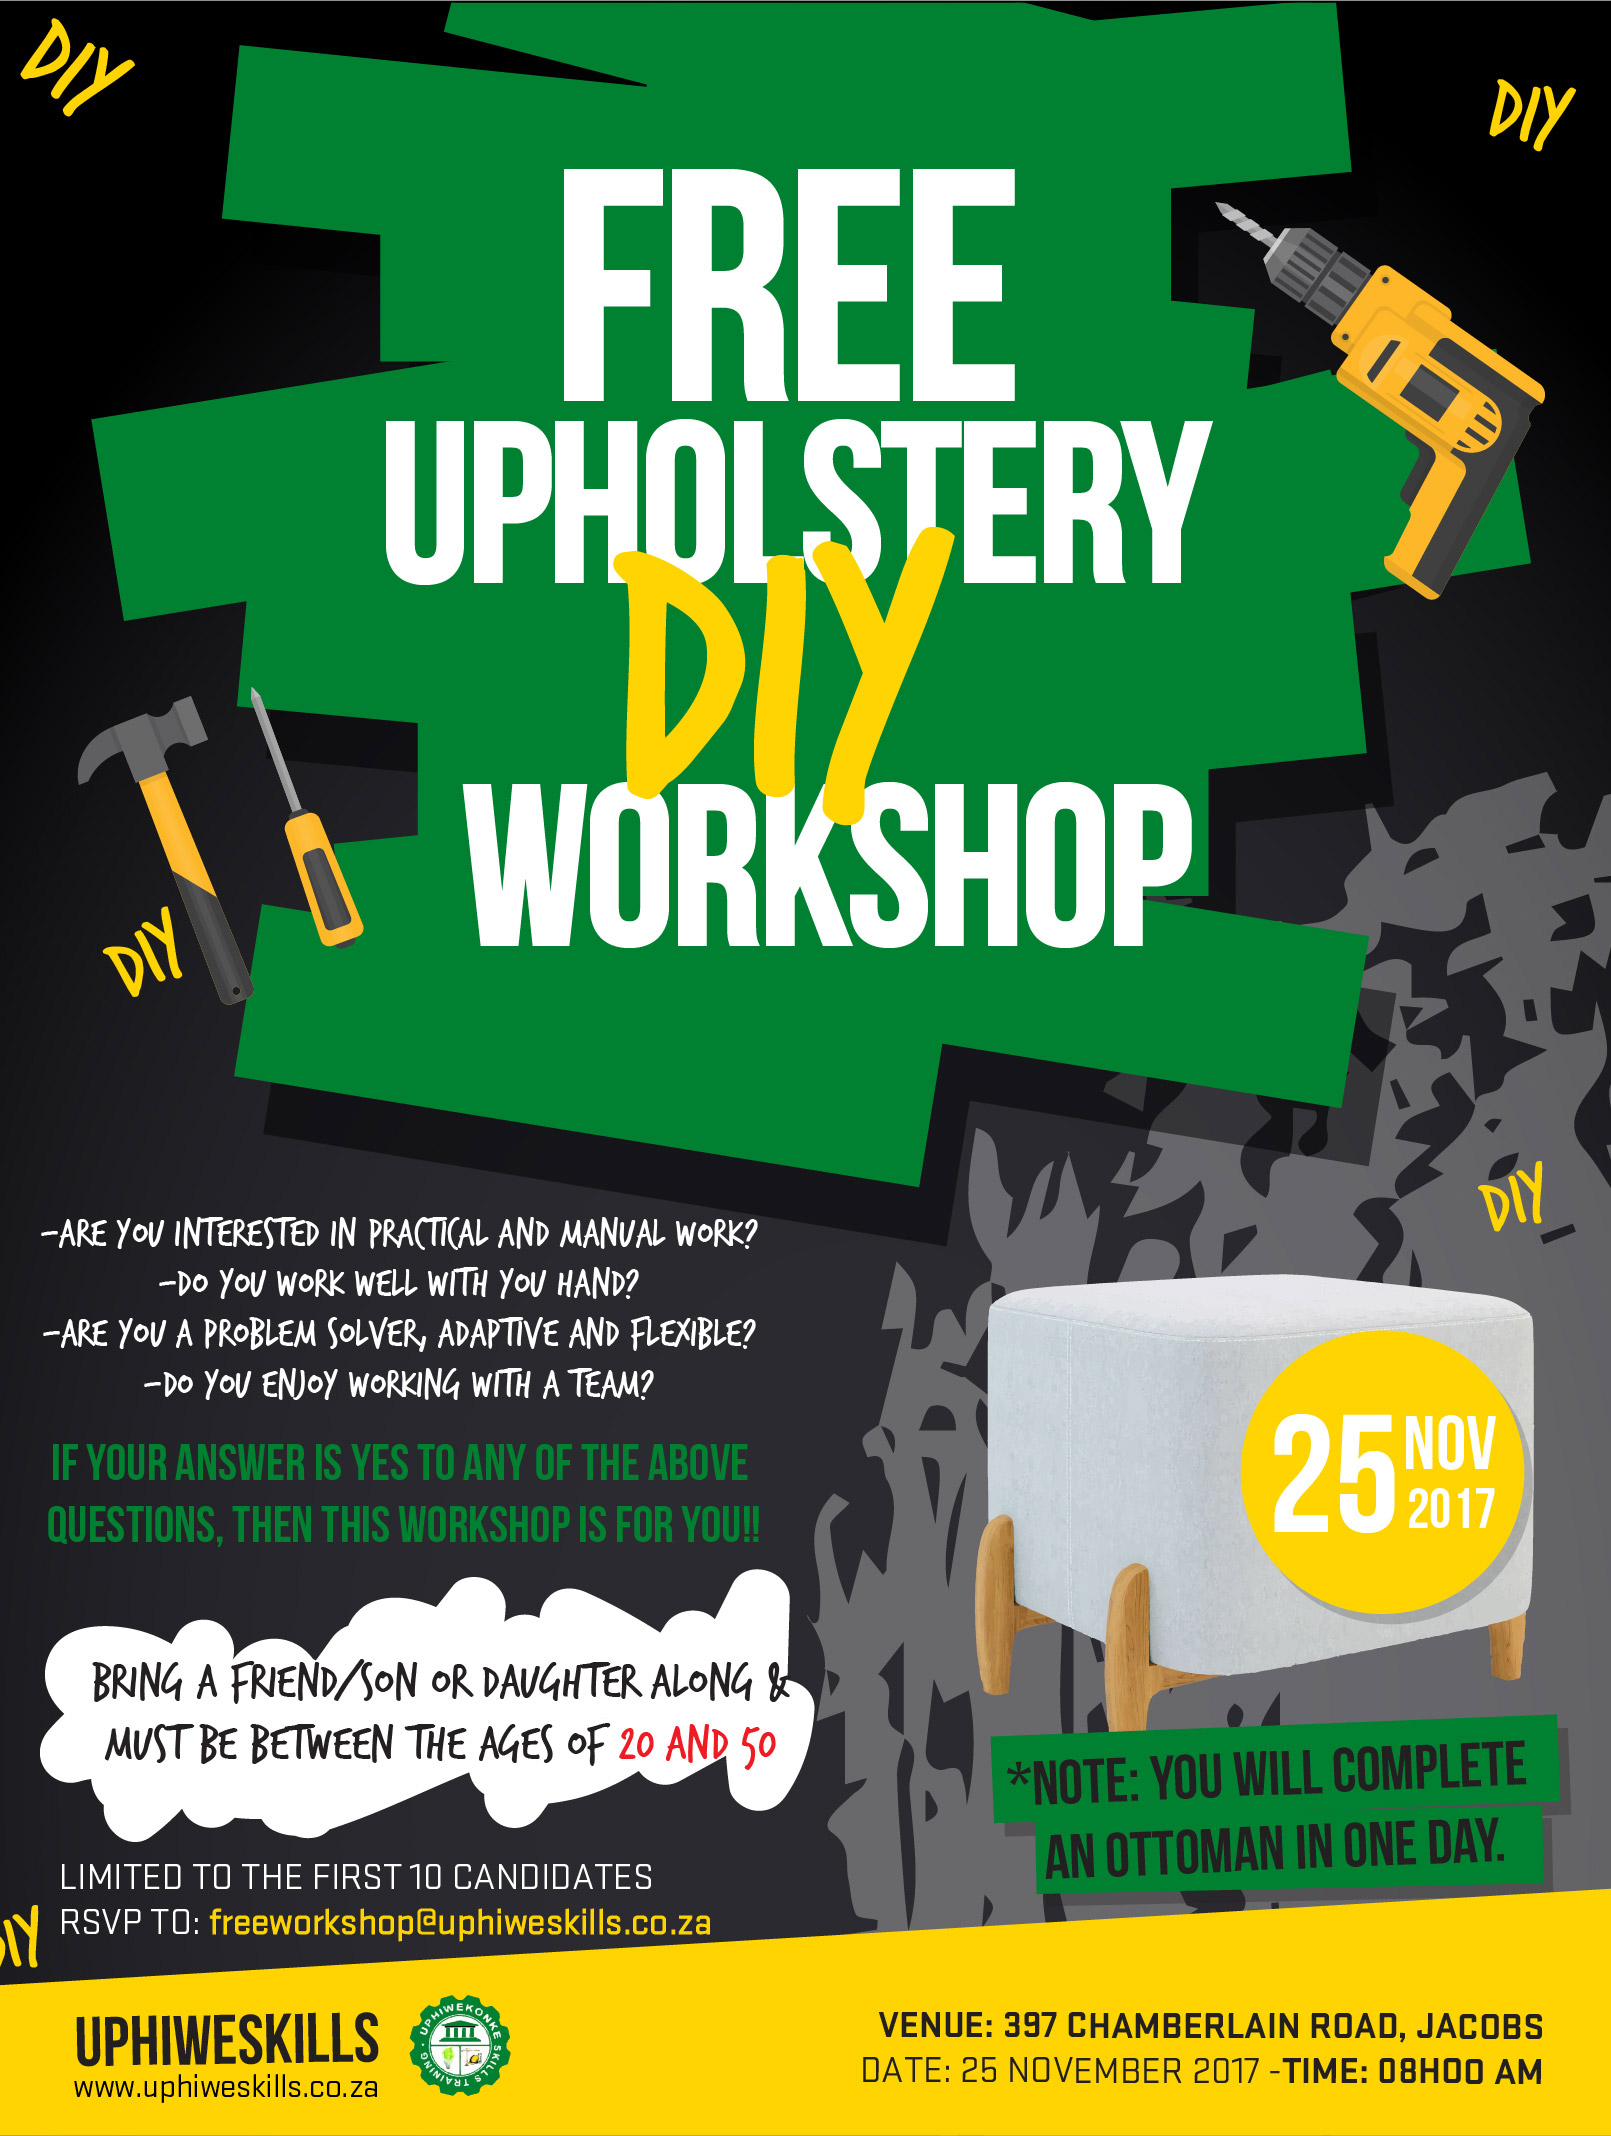 DIY
DIY
FREE
UPHOLSTERY
DIY
WORKSHOP
DIY
DIY
-ARE YOU INTERESTED IN PRACTICAL AND MANUAL WORK?
-DO YOU WORK WELL WITH YOU HAND?
-ARE YOU A PROBLEM SOLVER, ADAPTIVE AND FLEXIBLE?
-DO YOU ENJOY WORKING WITH A TEAM?
IF YOUR ANSWER IS YES TO ANY OF THE ABOVE
QUESTIONS, THEN THIS WORKSHOP IS FOR YOU!!
25 NOV
2017
BRING A FRIEND/SON OR DAUGHTER ALONG &
MUST BE BETWEEN THE AGES OF 20 AND 50
*NOTE: YOU WILL COMPLETE
AN OTTOMAN IN ONE DAY.
LIMITED TO THE FIRST 10 CANDIDATES
RSVP TO: freeworkshop@uphiweskills.co.za
DIY
UPHIWESKILLS
www.uphiweskills.co.za
UPHIWEKONKE SKILLS TRAINING
VENUE: 397 CHAMBERLAIN ROAD, JACOBS
DATE: 25 NOVEMBER 2017 -TIME: 08H00 AM